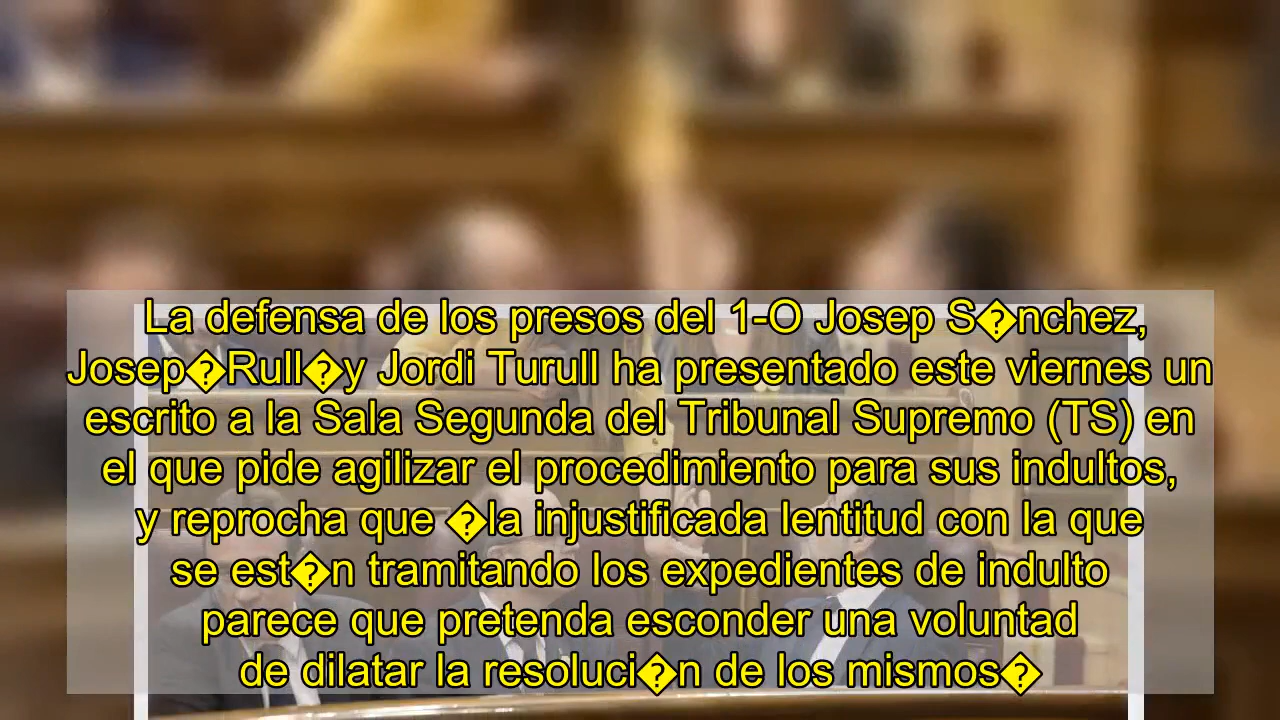 La defensa de los presos del 1-O Josep S�nchez,
Josep�Rull�y Jordi Turull ha presentado este viernes un
escrito a la Sala Segunda del Tribunal Supremo (TS) en
el que pide agilizar el procedimiento para sus indultos,
y reprocha que �la injustificada lentitud con la que
se est�n tramitando los expedientes de indulto
parece que pretenda esconder una voluntad
de dilatar la resoluci�n de los mismos�